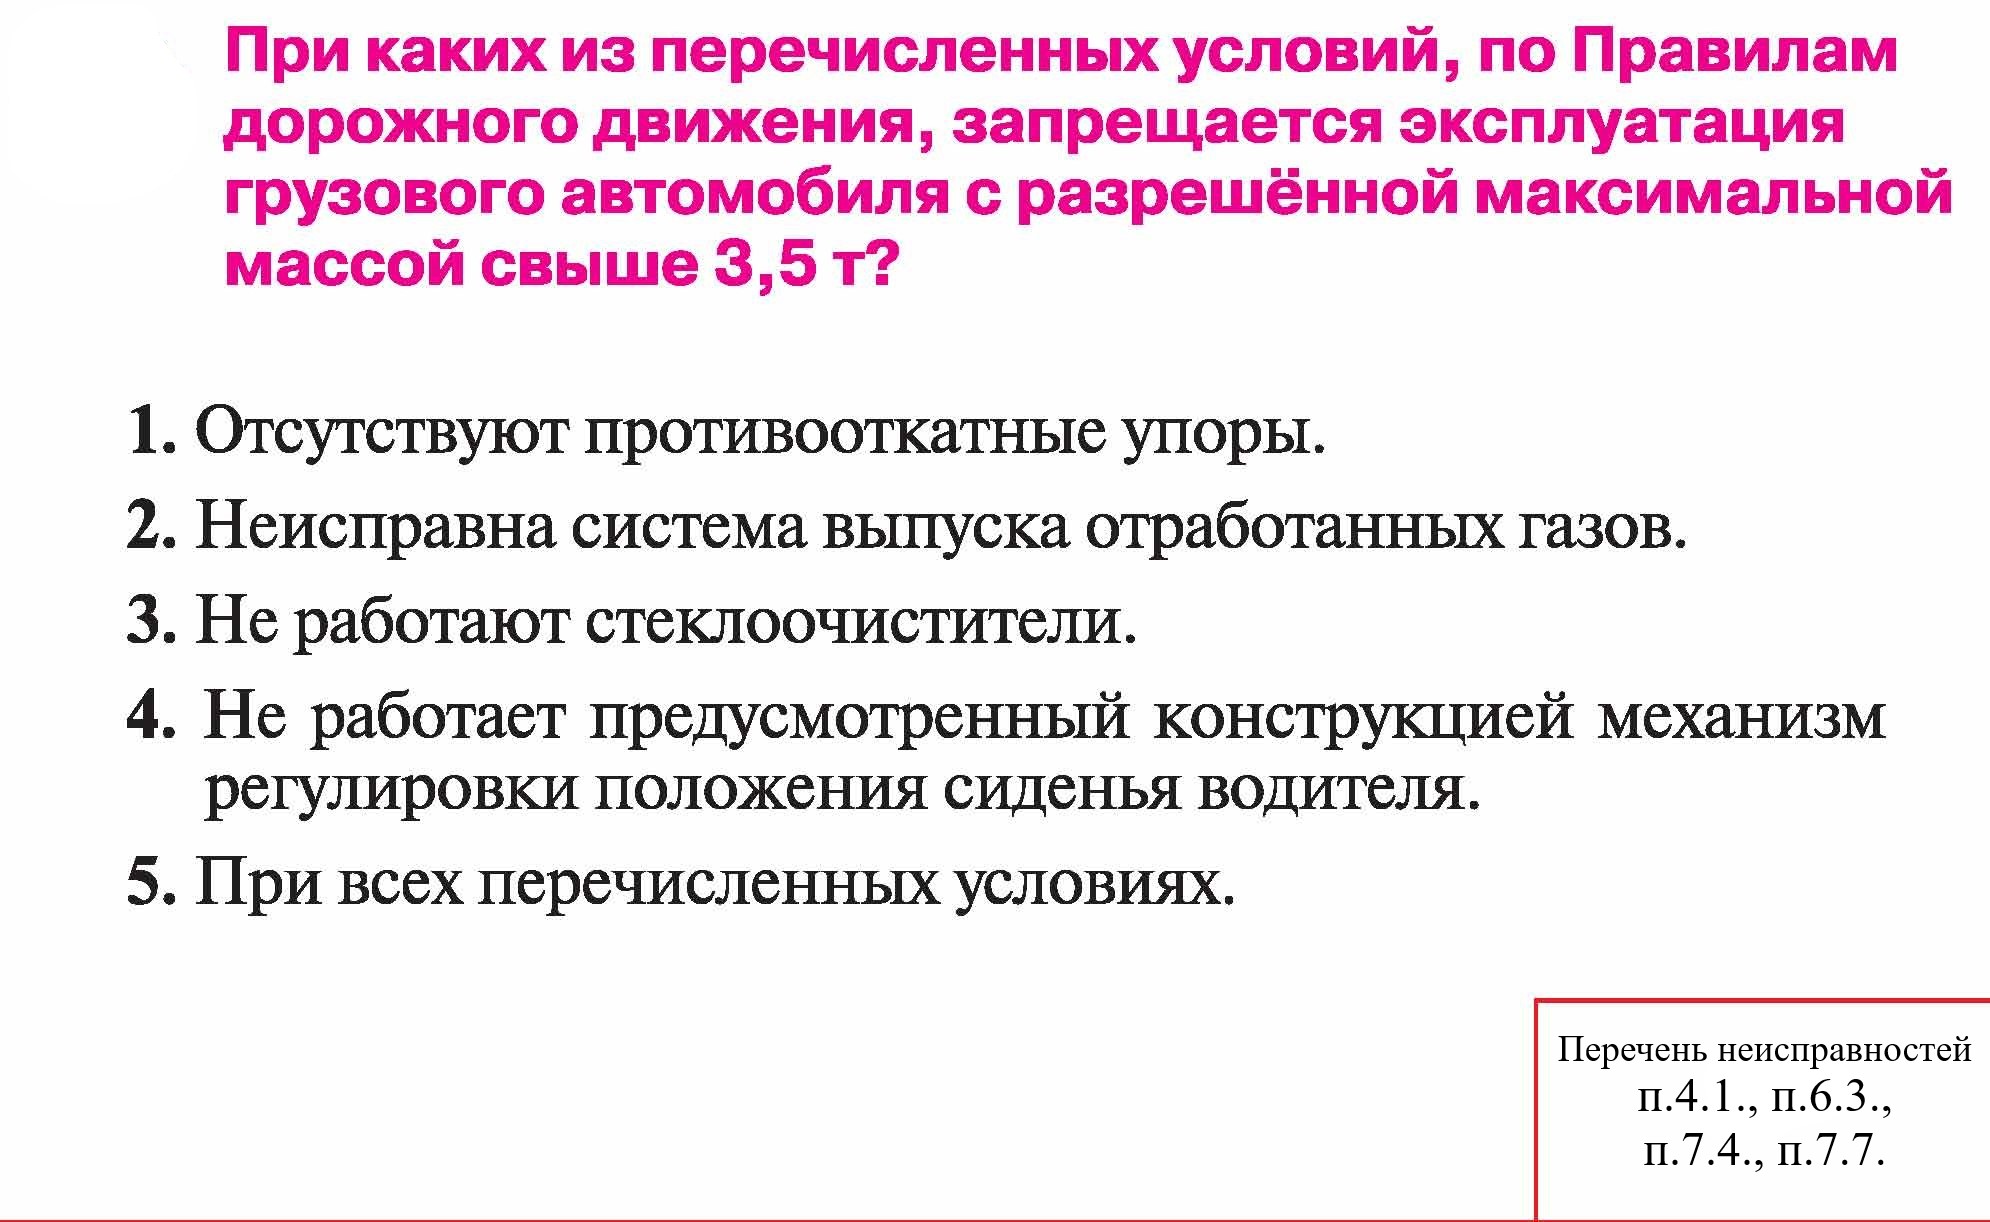 При каких из перечисленных условий, по Правилам
дорожного движения, запрещается эксплуатация
грузового автомобиля с разрешённой максимальной
массой свыше 3,5 т?
1. Отсутствуют противооткатные упоры.
2. Неисправна система выпуска отработанных газов.
3. Не работают стеклоочистители.
4. Не работает предусмотренный конструкцией механизм
регулировки положения сиденья водителя.
5. При всех перечисленных условиях.
Перечень неисправностей
п.4.1., п.6.3.,
п.7.4., п.7.7.